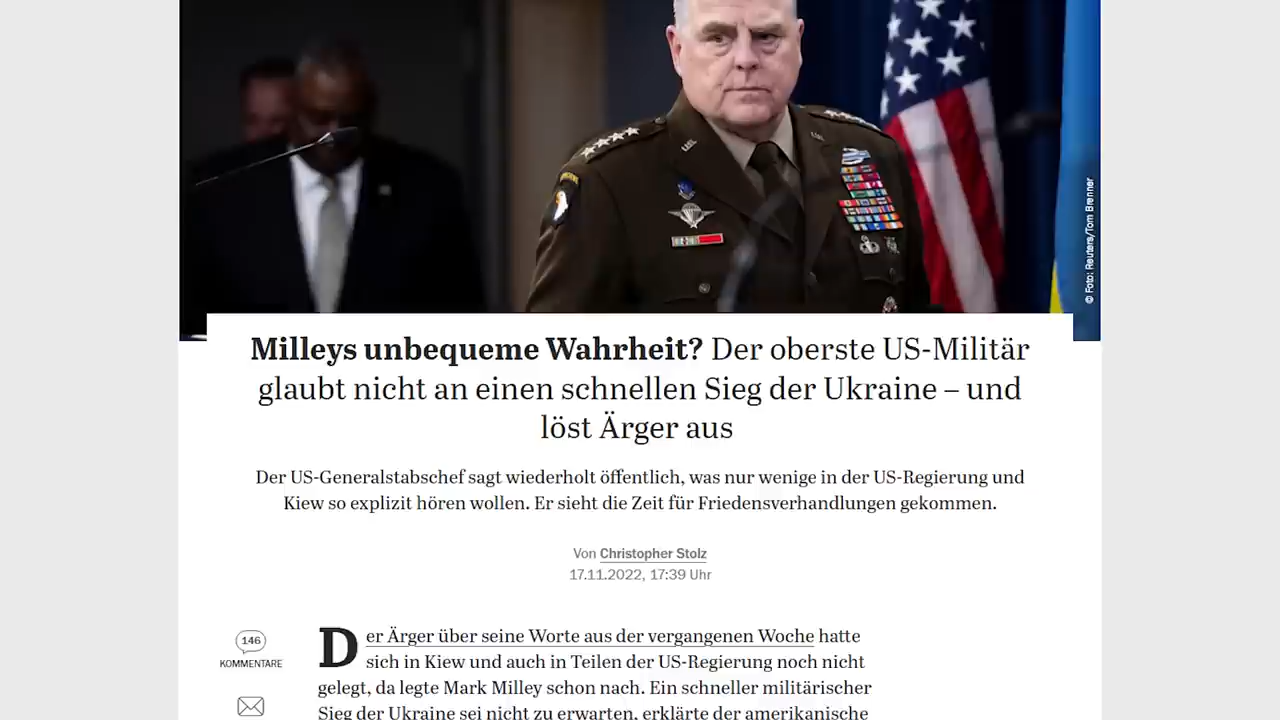 © Foto: Reuters/Tom Brenner
Milleys unbequeme Wahrheit? Der oberste US-Militär
glaubt nicht an einen schnellen Sieg der Ukraine – und
löst Ärger aus
Der US-Generalstabschef sagt wiederholt öffentlich, was nur wenige in der US-Regierung und
Kiew so explizit hören wollen. Er sieht die Zeit für Friedensverhandlungen gekommen.
Von Christopher Stolz
17.11.2022, 17:39 Uhr
146
KOMMENTARE
Der Ärger über seine Worte aus der vergangenen Woche hatte
sich in Kiew und auch in Teilen der US-Regierung noch nicht
gelegt, da legte Mark Milley schon nach. Ein schneller militärischer
Sieg der Ukraine sei nicht zu erwarten, erklärte der amerikanische